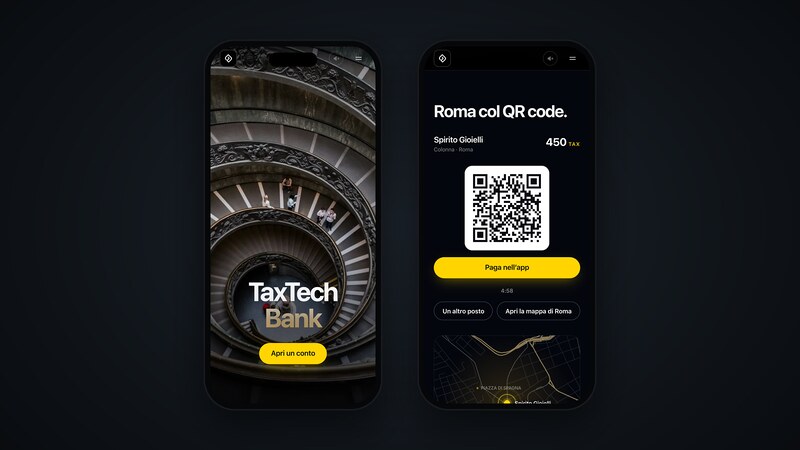 TaxTech
Bank
Apri un conto
Roma col QR code.
Spirito Gioielli
450 TAX
Colonna · Roma
Paga nell'app
4:58
Un altro posto
Apri la mappa di Roma
PIAZZA DI SPAGNA
Spirito Gioielli